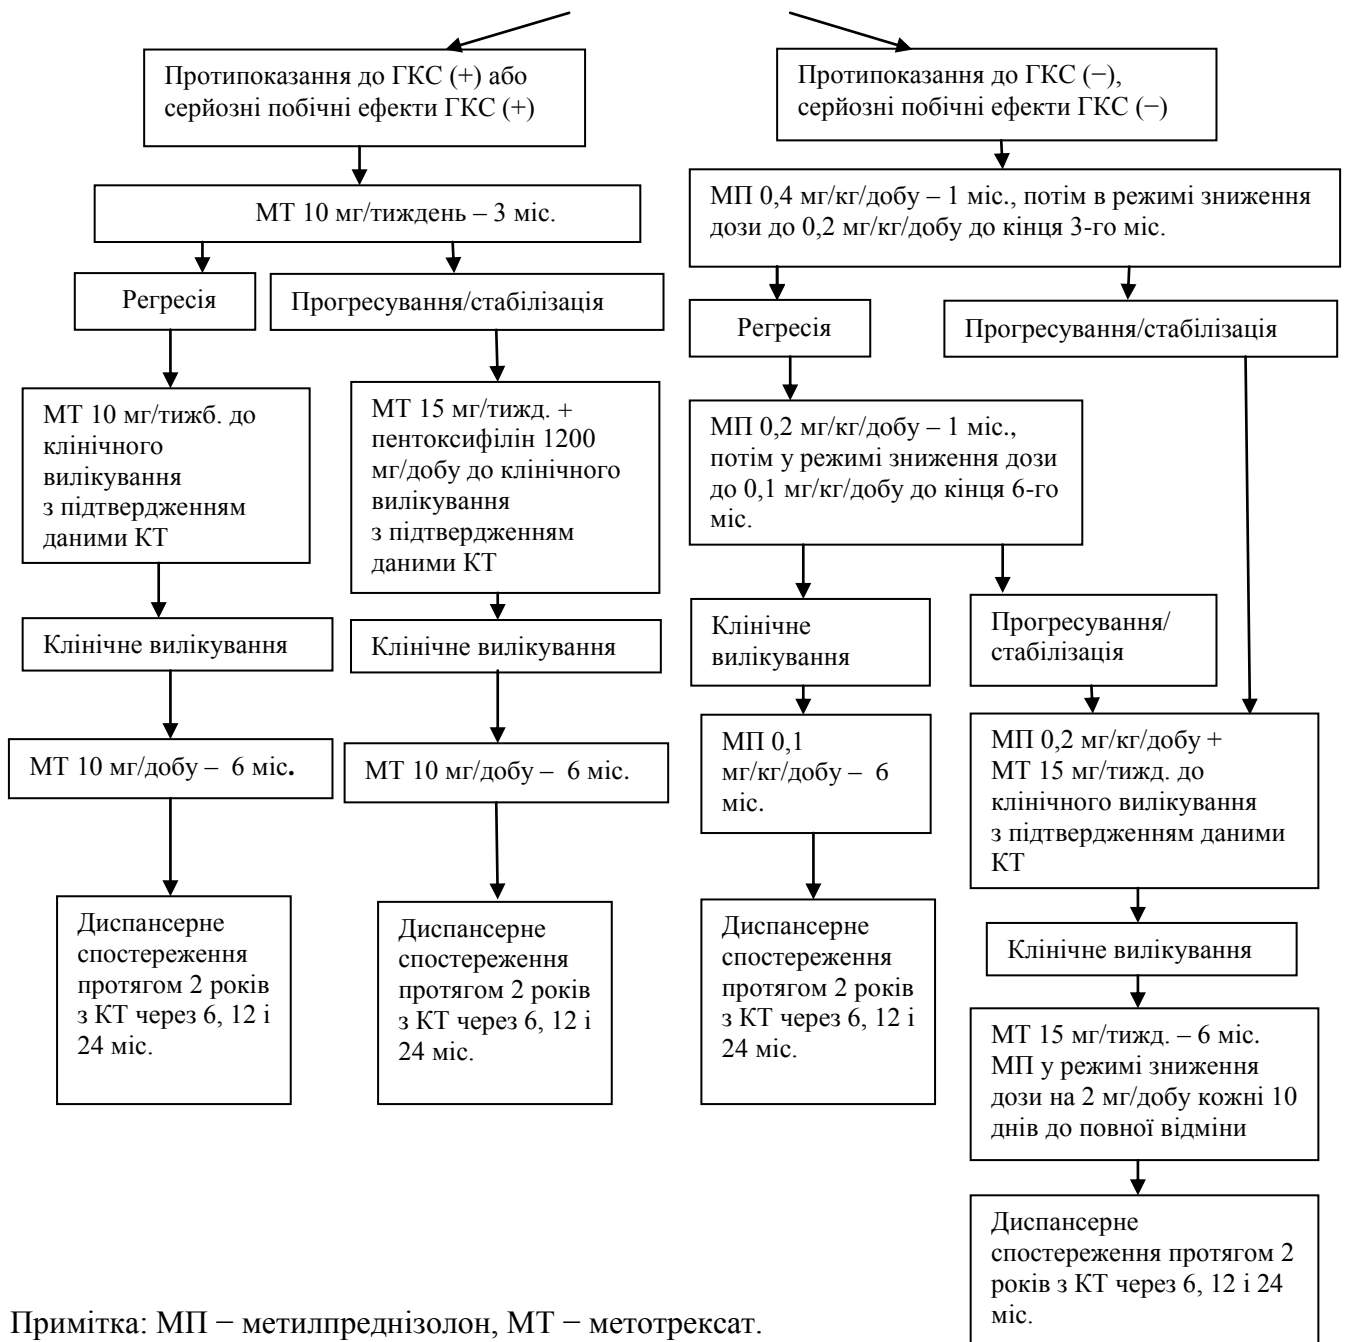 Протипоказання до ГКС (+) або
серйозні побічні ефекти ГКС (+)
Протипоказання до ГКС (−),
серйозні побічні ефекти ГКС (−)
МТ 10 мг/тиждень – 3 міс.
МП 0,4 мг/кг/добу – 1 міс., потім в режимі зниження
дози до 0,2 мг/кг/добу до кінця 3-го міс.
Регресія
Прогресування/стабілізація
Регресія
Прогресування/стабілізація
МТ 10 мг/тижб. до
клінічного
вилікування
з підтвердженням
даними КТ
МТ 15 мг/тижд. +
пентоксифілін 1200
мг/добу до клінічного
вилікування
з підтвердженням
даними КТ
МП 0,2 мг/кг/добу – 1 міс.,
потім у режимі зниження дози
до 0,1 мг/кг/добу до кінця 6-го
міс.
Клінічне вилікування
Клінічне вилікування
Клінічне
вилікування
Прогресування/
стабілізація
МТ 10 мг/добу – 6 міс.
МТ 10 мг/добу – 6 міс.
МП 0,1
мг/кг/добу – 6
міс.
МП 0,2 мг/кг/добу +
МТ 15 мг/тижд. до
клінічного вилікування
з підтвердженням даними
КТ
Диспансерне
спостереження
протягом 2 років
з КТ через 6, 12 і
24 міс.
Диспансерне
спостереження
протягом 2 років
з КТ через 6, 12 і
24 міс.
Диспансерне
спостереження
протягом 2 років
з КТ через 6, 12 і
24 міс.
Клінічне вилікування
МТ 15 мг/тижд. – 6 міс.
МП у режимі зниження
дози на 2 мг/добу кожні 10
днів до повної відміни
Диспансерне
спостереження протягом 2
років з КТ через 6, 12 і 24
міс.
Примітка: МП − метилпреднізолон, МТ − метотрексат.